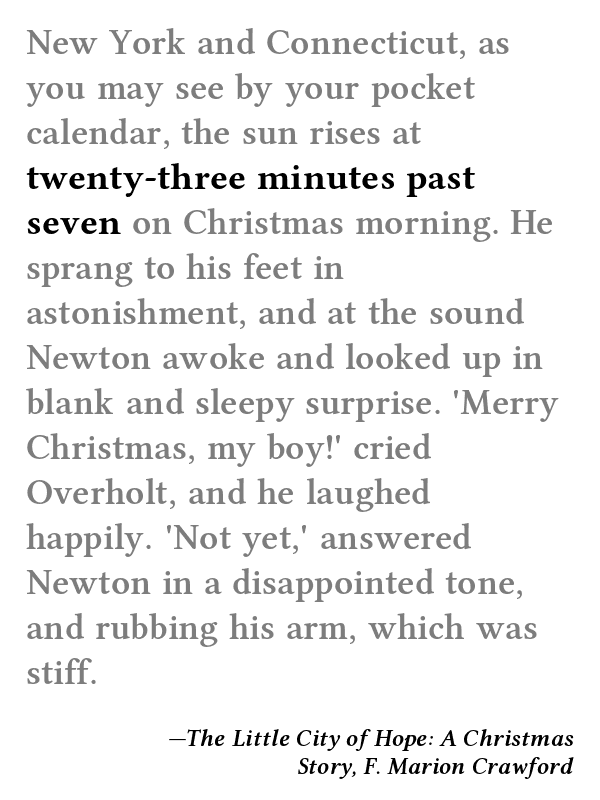 New York and Connecticut, as
you may see by your pocket
calendar, the sun rises at
twenty-three minutes past
seven on Christmas morning. He
sprang to his feet in
astonishment, and at the sound
Newton awoke and looked up in
blank and sleepy surprise. 'Merry
Christmas, my boy!' cried
Overholt, and he laughed
happily. 'Not yet,' answered
Newton in a disappointed tone,
and rubbing his arm, which was
stiff.
—The Little City of Hope: A Christmas
Story, F. Marion Crawford